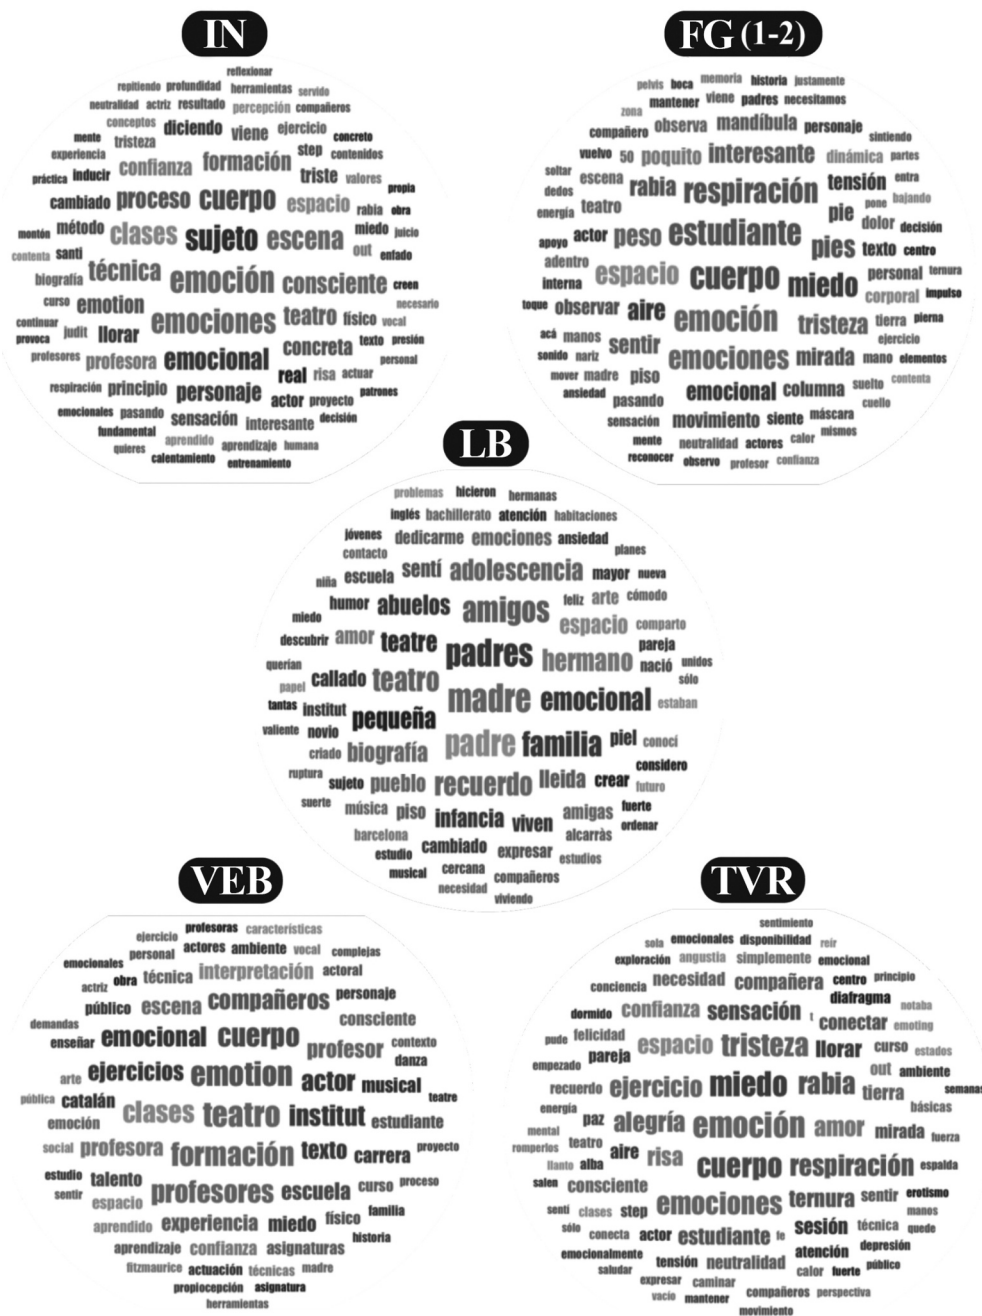 IN
reflexionar
repitiendo profundidad herramientas servido
neutralidad actriz resultado percepción compañeros
conceptos diciendo viene ejercicio concreto
mente tristeza step contenidos
experiencia confianza formación triste valores
práctica inducir propia
cambiado proceso cuerpo espacio rabia obra
montón método clases sujeto escena miedo juicio
contenta santi out enfado
biografía técnica emoción consciente creen
curso emotion necesario
continuar judit llorar emociones teatro físico vocal
provoca texto presión
profesores profesora emocional concreta personal
real risa actuar
respiración principio personaje actor proyecto patrones
emocionales pasando sensación interesante decisión
fundamental aprendido aprendizaje humana
quieres calentamiento entrenamiento
FG (1-2)
pelvis boca memoria historia justamente
mantener viene padres necesitamos
zona compañero observa mandíbula personaje sintiendo
vuelvo 50 poquito interesante dinámica partes
soltar escena rabia respiración tensión entra
dedos pone bajando
energía teatro pie dolor decisión
apoyo actor peso estudiante pies texto centro
adentro espacio cuerpo miedo personal ternura
interna corporal impulso
toque observar aire emoción tristeza tierra pierna
acá manos sentir ejercicio
sonido nariz emociones mirada mano elementos
mover madre piso suelto contenta
ansiedad pasando emocional columna cuello
sensación movimiento siente máscara mismos
mente neutralidad actores calor
reconocer observo profesor confianza
LB
problemas hicieron hermanas
inglés bachillerato atención habitaciones
jóvenes dedicarme emociones ansiedad planes
contacto
niña escuela sentí adolescencia mayor nueva
humor abuelos amigos feliz arte cómodo
miedo espacio comparto
descubrir amor teatre padres hermano pareja
querían nació unidos
papel callado teatro madre emocional sólo
tantas institut estaban
valiente novio pequeña
criado biografía padre familia piel conocí
ruptura considero
sujeto pueblo recuerdo lleida crear futuro
suerte música piso infancia viven amigas fuerte
barcelona alcarràs ordenar
estudio cambiado expresar estudios
musical cercana compañeros
necesidad viviendo
VEB
profesoras características
ejercicio personal actores ambiente vocal complejas
emocionales actriz obra técnica interpretación actoral
público escena compañeros personaje
demandas consciente
enseñar emocional cuerpo profesor contexto
danza
arte ejercicios emotion actor musical
pública catalán teatre
emoción clases teatro institut estudiante
social profesora formación texto carrera proyecto
estudio talento profesores escuela curso proceso
sentir espacio familia
aprendido experiencia miedo físico historia
aprendizaje confianza asignaturas
fitzmaurice actuación técnicas madre
propiocepción asignatura
herramientas
TVR
sentimiento
sola emocionales disponibilidad reír
exploración angustia simplemente emocional
conciencia necesidad compañera centro principio
diafragma
dormido confianza sensación t conectar notaba
pude felicidad emoting
empezado pareja espacio tristeza llorar curso estados
out ambiente
recuerdo ejercicio miedo rabia tierra semanas
energía básicas
mental paz alegría emoción amor mirada fuerza
romperlos teatro aire risa
llanto alba cuerpo respiración espalda
salen consciente
sentí clases step emociones ternura sentir erotismo
manos
sólo conecta actor estudiante fe sesión técnica quede
emocionalmente tensión neutralidad atención depresión
saludar calor fuerte público
expresar caminar
vacío mantener compañeros perspectiva
movimiento